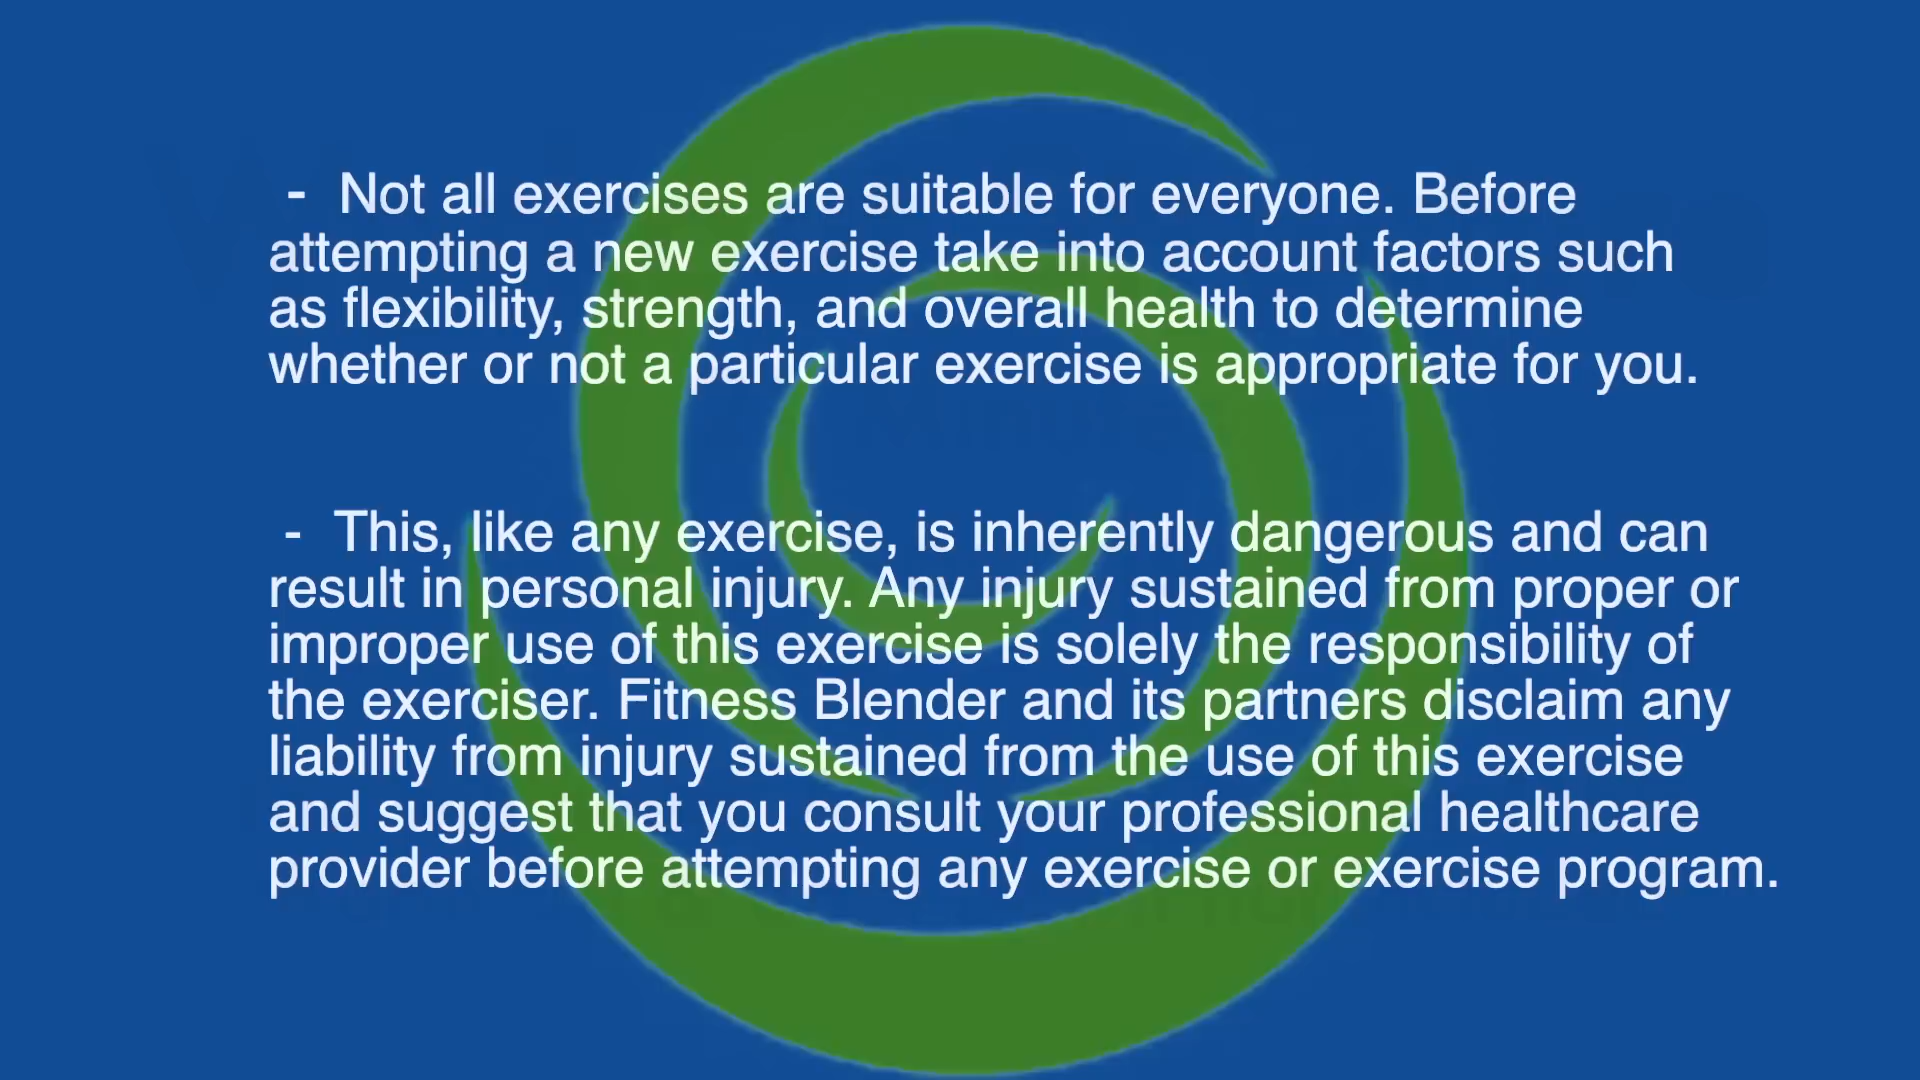 - Not all exercises are suitable for everyone. Before
attempting a new exercise take into account factors such
as flexibility, strength, and overall health to determine
whether or not a particular exercise is appropriate for you.
- This, like any exercise, is inherently dangerous and can
result in personal injury. Any injury sustained from proper or
improper use of this exercise is solely the responsibility of
the exerciser. Fitness Blender and its partners disclaim any
liability from injury sustained from the use of this exercise
and suggest that you consult your professional healthcare
provider before attempting any exercise or exercise program.